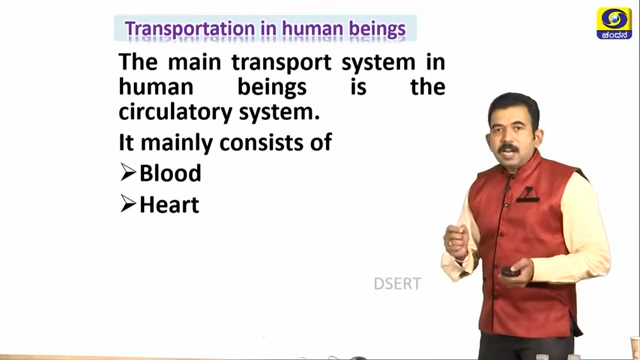 Transportation in human beings
ಚಂದನ
The main transport system in
human beings is the
circulatory system.
It mainly consists of
➢Blood
➢Heart
DSERT